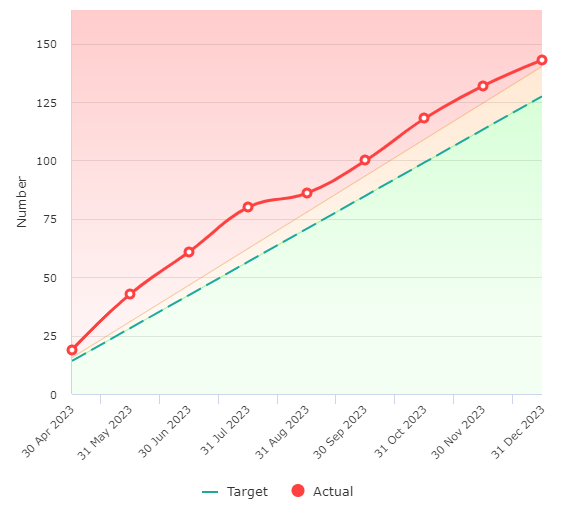 150
125
100
75
50
25
0
Number
30 Apr 2023
31 May 2023
30 Jun 2023
31 Jul 2023
31 Aug 2023
30 Sep 2023
31 Oct 2023
30 Nov 2023
31 Dec 2023
Target Actual